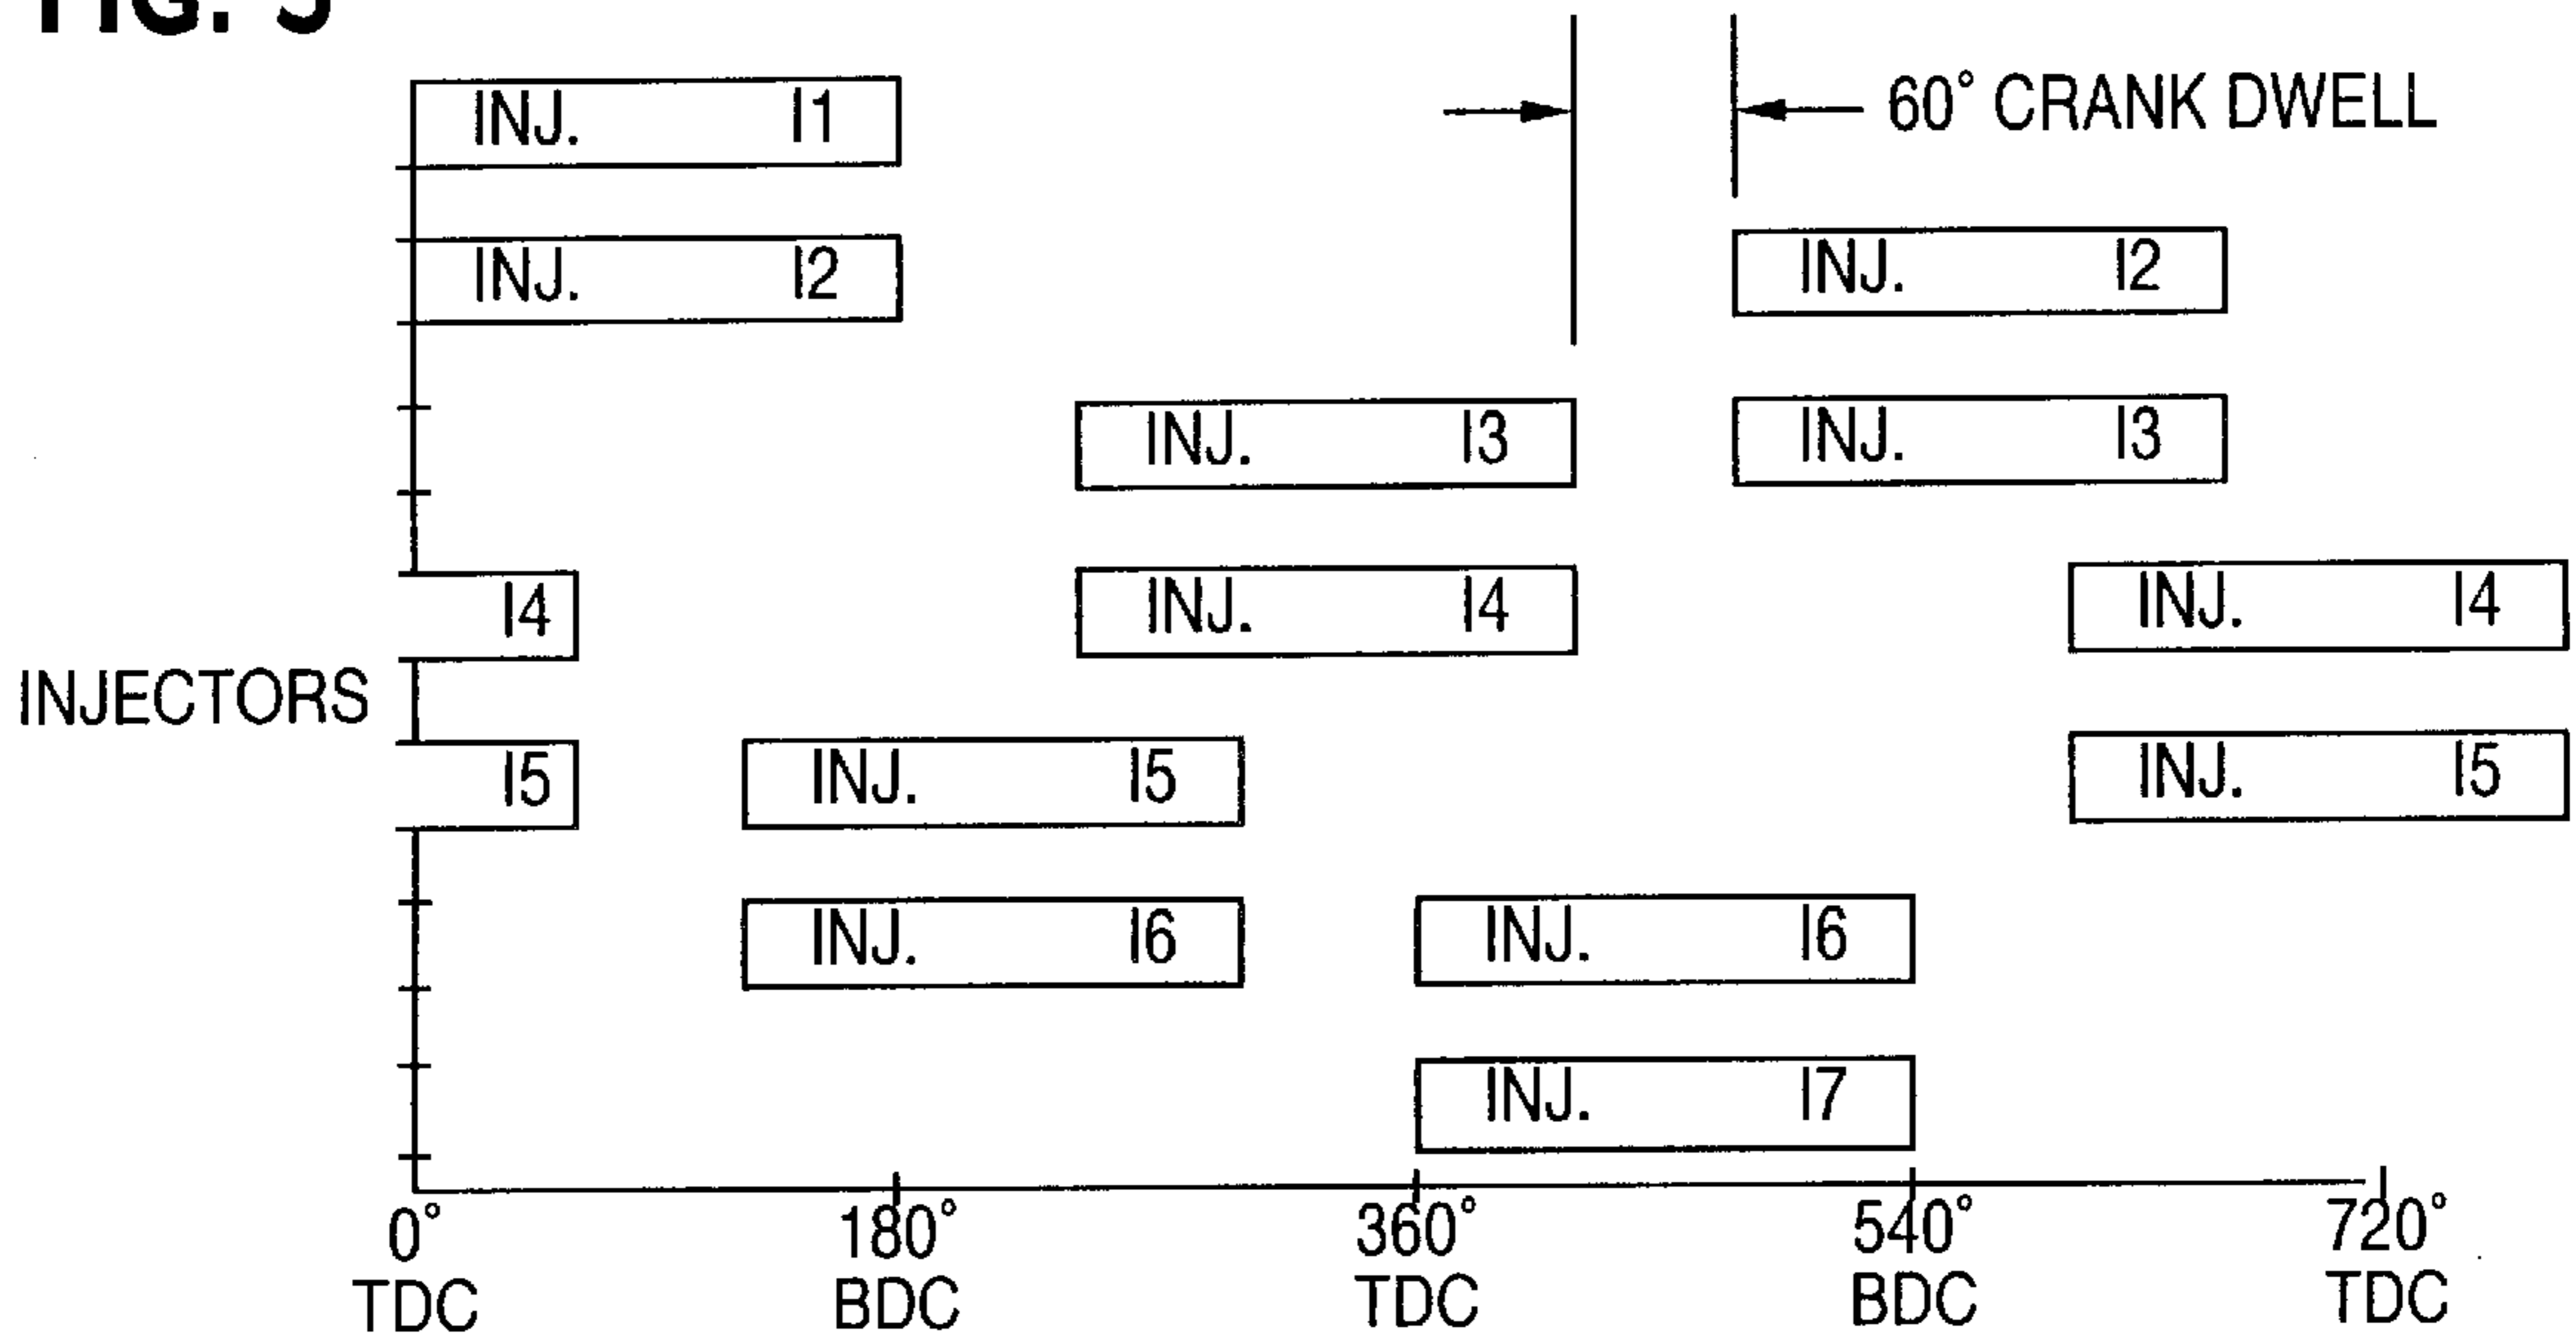 FIG. 5
60° CRANK DWELL
INJ. I1
INJ. I2
INJ. I2
INJ. I3
INJ. I3
I4
INJ. I4
INJ. I4
INJECTORS
I5
INJ. I5
INJ. I5
INJ. I6
INJ. I6
INJ. I7
0° 180° 360° 540° 720°
TDC BDC TDC BDC TDC